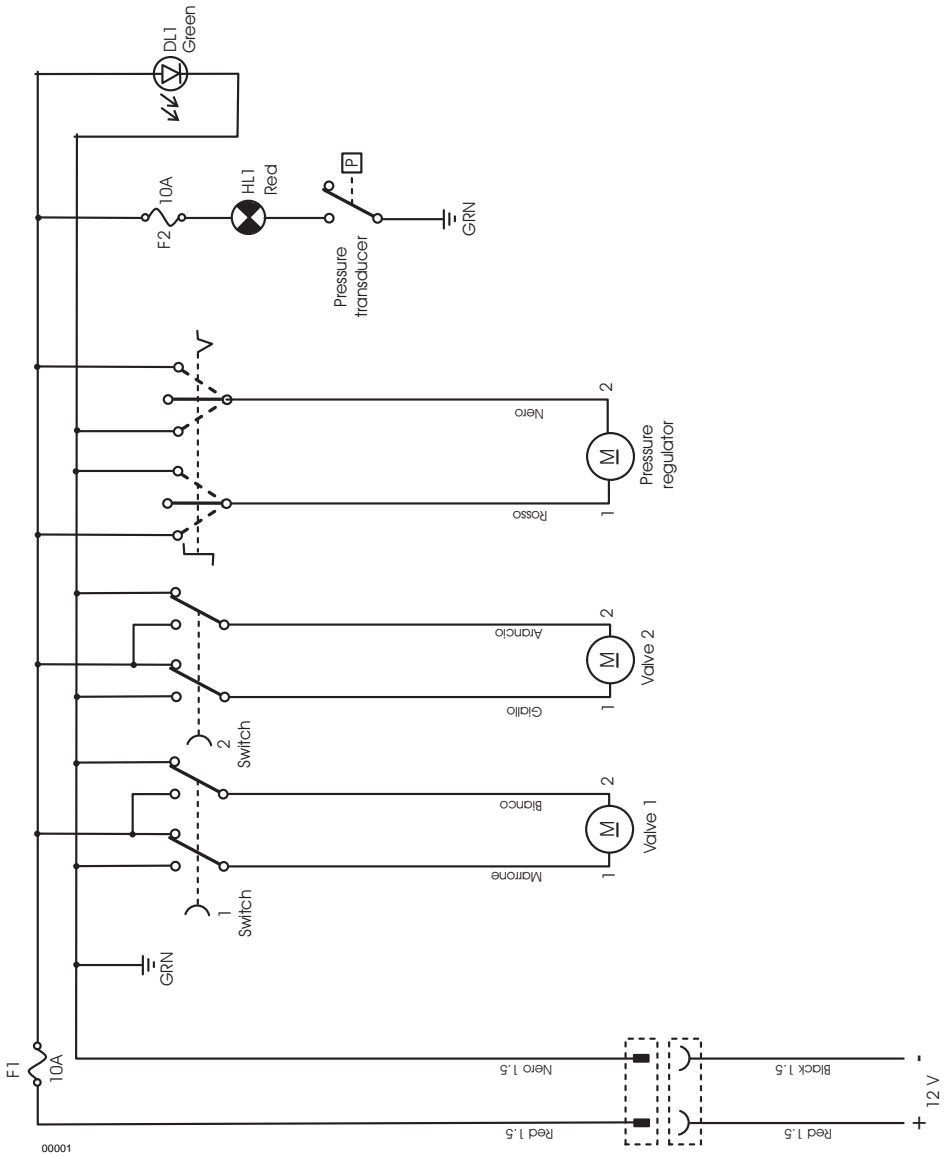 DL1
Green
10A
F2
HL1
Red
P
Pressure
transducer
GRN
Nero
2
M
Pressure
regulator
Rosso
1
Arancio
2
M
Valve 2
Giallo
1
2
Switch
Bianco
2
M
Valve 1
Marrone
1
1
Switch
GRN
F1
10A
Nero 1.5
Black 1.5
-
12 V
Red 1.5
Red 1.5
+
00001